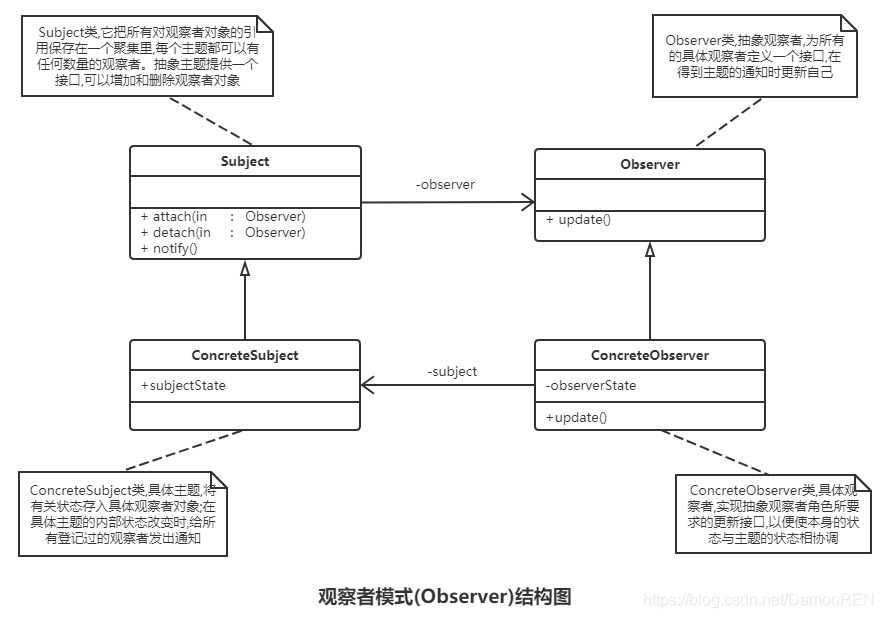 Subject类,它把所有对观察者对象的引
用保存在一个聚集里,每个主题都可以有
任何数量的观察者。抽象主题提供一个
接口,可以增加和删除观察者对象
Observer类,抽象观察者,为所有
的具体观察者定义一个接口,在
得到主题的通知时更新自己
Subject
+ attach(in : Observer)
+ detach(in : Observer)
+ notify()
-observer
Observer
+ update()
ConcreteSubject
+subjectState
-subject
ConcreteObserver
-observerState
+update()
ConcreteSubject类,具体主题,将
有关状态存入具体观察者对象;在
具体主题的内部状态改变时,给所
有登记过的观察者发出通知
ConcreteObserver类,具体观
察者,实现抽象观察者角色所要
求的更新接口,以便使本身的状
态与主题的状态相协调
观察者模式(Observer)结构图
https://blog.csdn.net/DamonREN